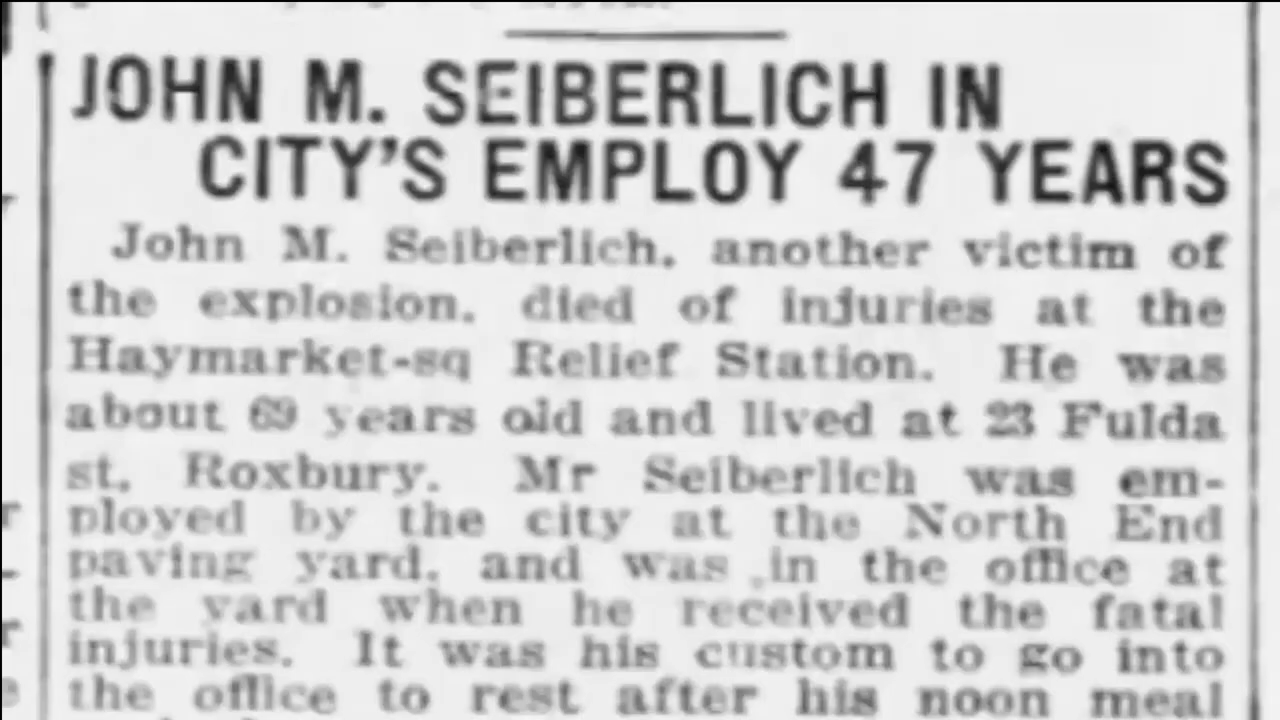 JOHN M. SEIBERLICH IN
CITY'S EMPLOY 47 YEARS
John M. Seiberlich, another victim of
the explosion, died of injuries at the
Haymarket-sq Relief Station. He was
about 69 years old and lived at 23 Fulda
st, Roxbury. Mr Seiberlich was em-
ployed by the city at the North End
paving yard, and was in the office at
the yard when he received the fatal
injuries. It was his custom to go into
the office to rest after his noon meal